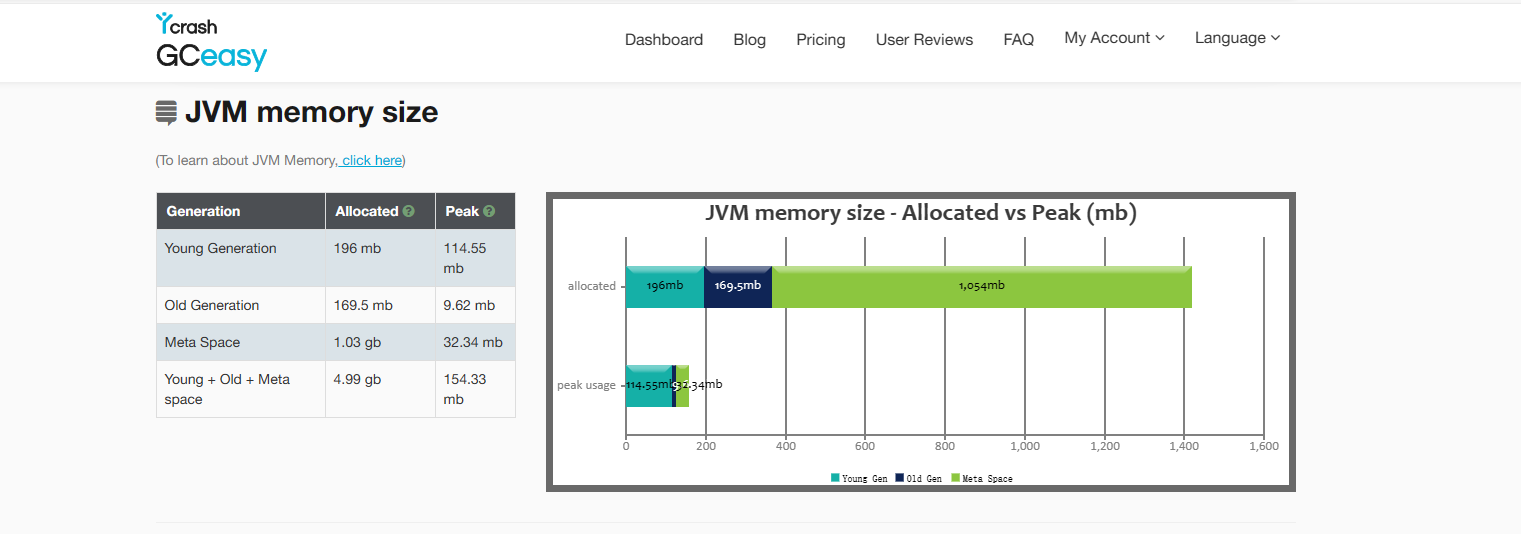 ycrash
GCeasy
Dashboard Blog Pricing User Reviews FAQ My Account Language
JVM memory size
(To learn about JVM Memory, click here)
Generation Allocated ? Peak ?
Young Generation 196 mb 114.55
mb
Old Generation 169.5 mb 9.62 mb
Meta Space 1.03 gb 32.34 mb
Young + Old + Meta 4.99 gb 154.33
space mb
JVM memory size - Allocated vs Peak (mb)
allocated 196mb 169.5mb 1,054mb
peak usage 114.55mb 32.34mb
0 200 400 600 800 1,000 1,200 1,400 1,600
Young Gen Old Gen Meta Space